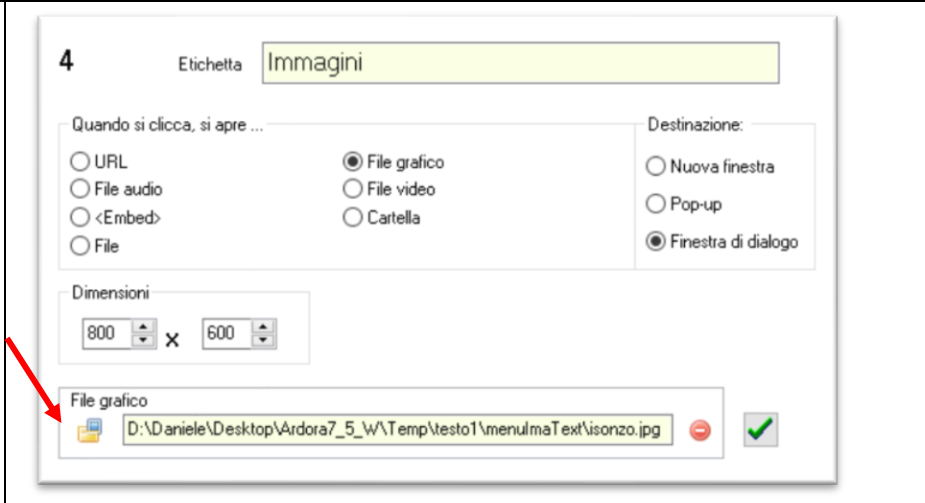 4 Etichetta Immagini
Quando si clicca, si apre ...
URL
File audio
<Embed>
File
File grafico
File video
Cartella
Destinazione:
Nuova finestra
Pop-up
Finestra di dialogo
Dimensioni
800 x 600
File grafico
D:\Daniele\Desktop\Ardora7_5_W\Temp\testo1\menuImaText\isonzo.jpg